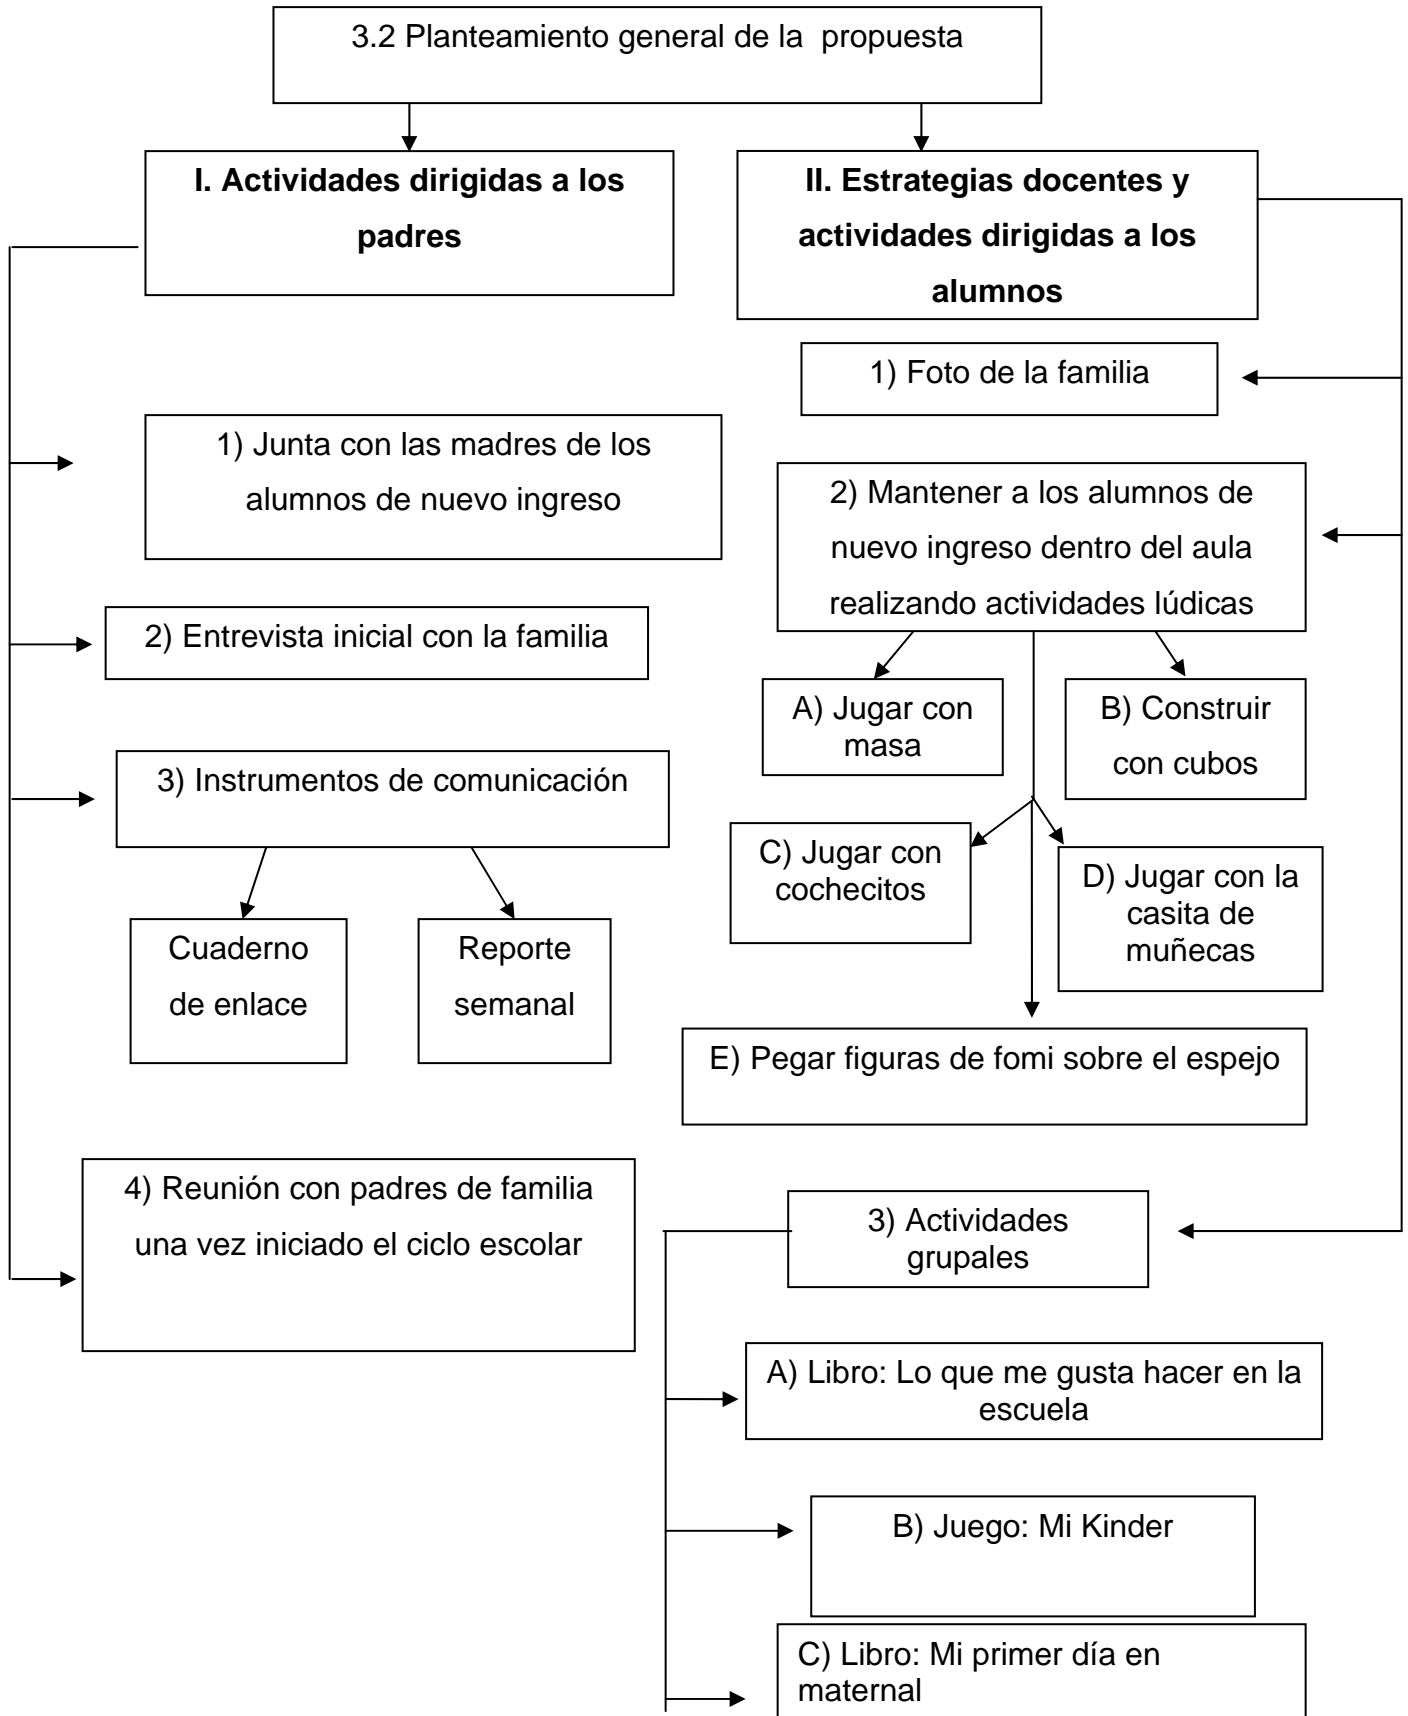 3.2 Planteamiento general de la propuesta
I. Actividades dirigidas a los
padres
1) Junta con las madres de los
alumnos de nuevo ingreso
2) Entrevista inicial con la familia
3) Instrumentos de comunicación
Cuaderno
de enlace
Reporte
semanal
4) Reunión con padres de familia
una vez iniciado el ciclo escolar
II. Estrategias docentes y
actividades dirigidas a los
alumnos
1) Foto de la familia
2) Mantener a los alumnos de
nuevo ingreso dentro del aula
realizando actividades lúdicas
A) Jugar con
masa
B) Construir
con cubos
C) Jugar con
cochecitos
D) Jugar con la
casita de
muñecas
E) Pegar figuras de fomi sobre el espejo
3) Actividades
grupales
A) Libro: Lo que me gusta hacer en la
escuela
B) Juego: Mi Kinder
C) Libro: Mi primer día en
maternal